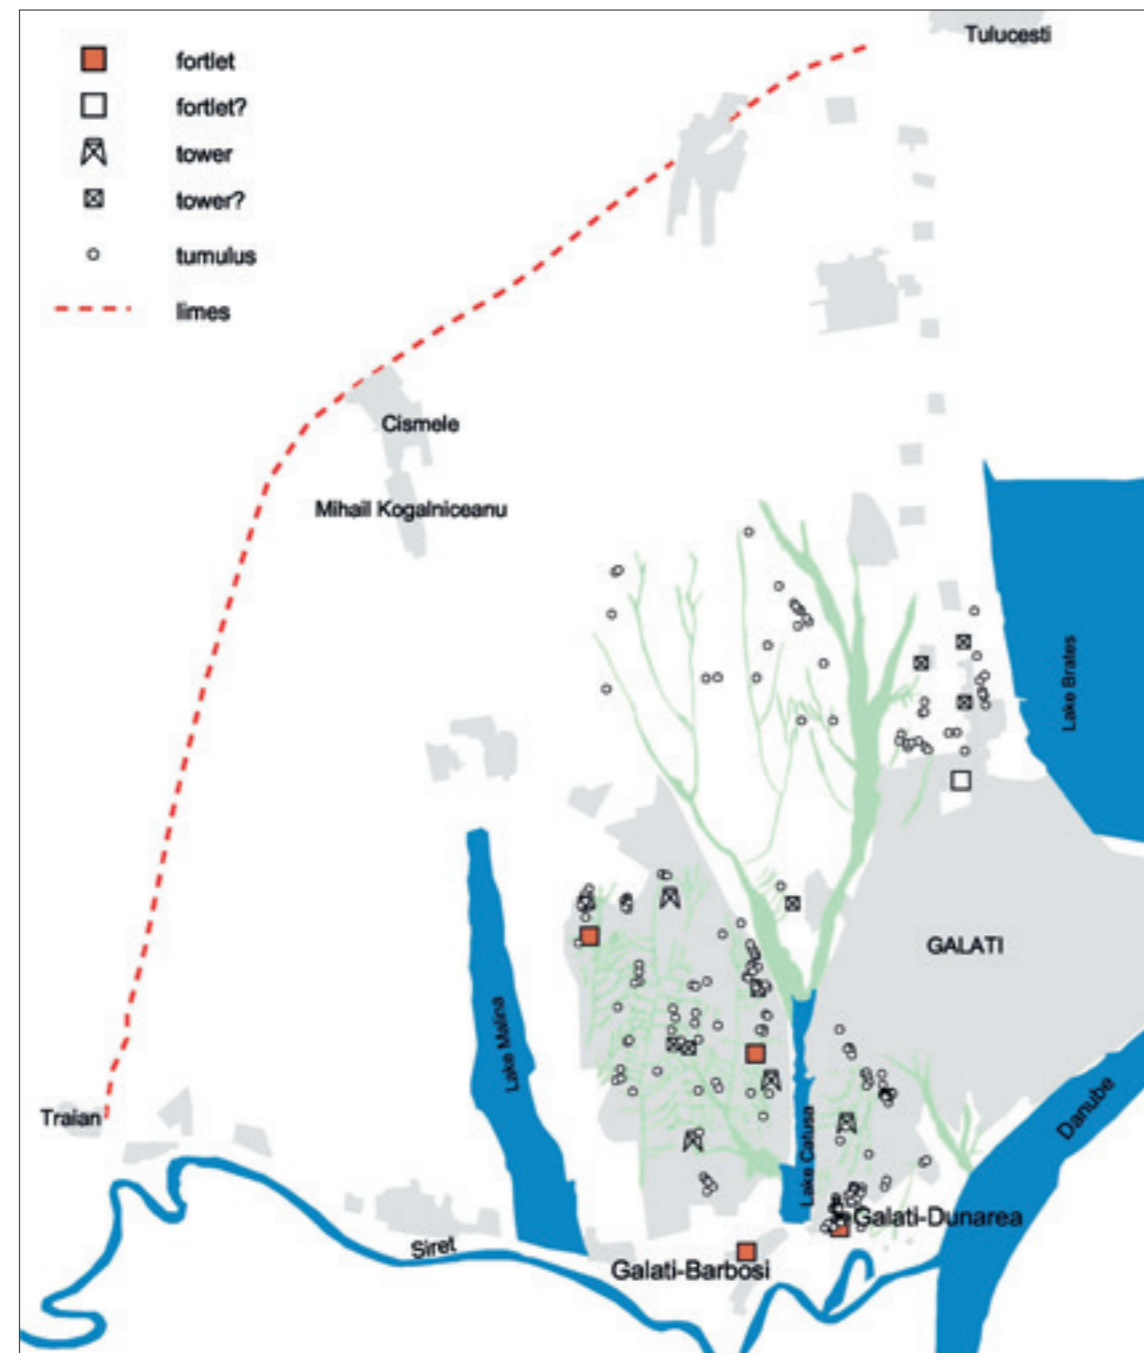 Tulucesti
fortlet
fortlet?
tower
tower?
tumulus
limes
Cismele
Mihail Kogalniceanu
Lake Brates
GALATI
Lake Malina
Traian
Danube
Lake Catusa
Galati-Dunarea
Siret
Galati-Barbosi